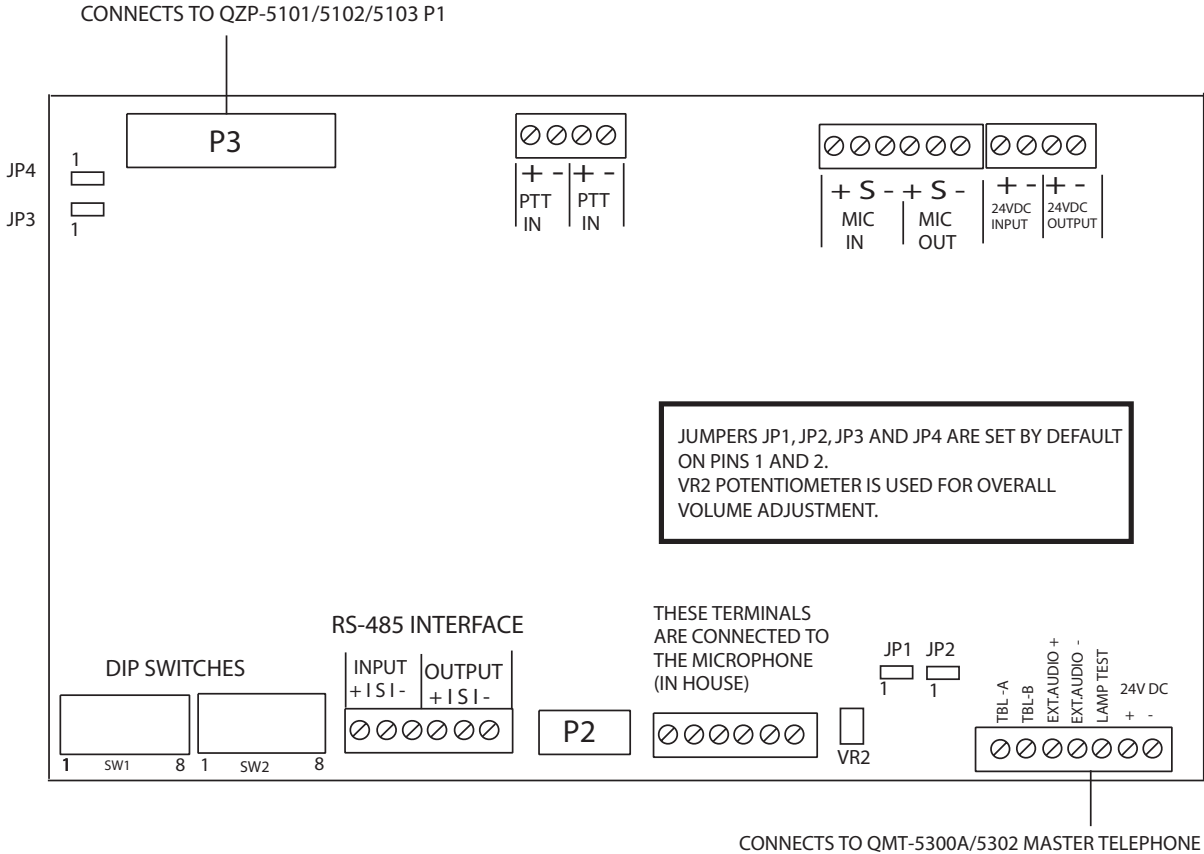 CONNECTS TO QZP-5101/5102/5103 P1
P3
JP4
1
JP3
1
+ - + -
PTT IN
PTT IN
+ S - + S -
MIC IN
MIC OUT
+ - + -
24VDC INPUT
24VDC OUTPUT
JUMPERS JP1, JP2, JP3 AND JP4 ARE SET BY DEFAULT
ON PINS 1 AND 2.
VR2 POTENTIOMETER IS USED FOR OVERALL
VOLUME ADJUSTMENT.
DIP SWITCHES
1 SW1 8
1 SW2 8
RS-485 INTERFACE
INPUT
+ I S I -
OUTPUT
+ I S I -
P2
THESE TERMINALS
ARE CONNECTED TO
THE MICROPHONE
(IN HOUSE)
VR2
JP1
1
JP2
1
TBL -A
TBL-B
EXT.AUDIO +
EXT.AUDIO -
LAMP TEST
24V DC
+ -
CONNECTS TO QMT-5300A/5302 MASTER TELEPHONE